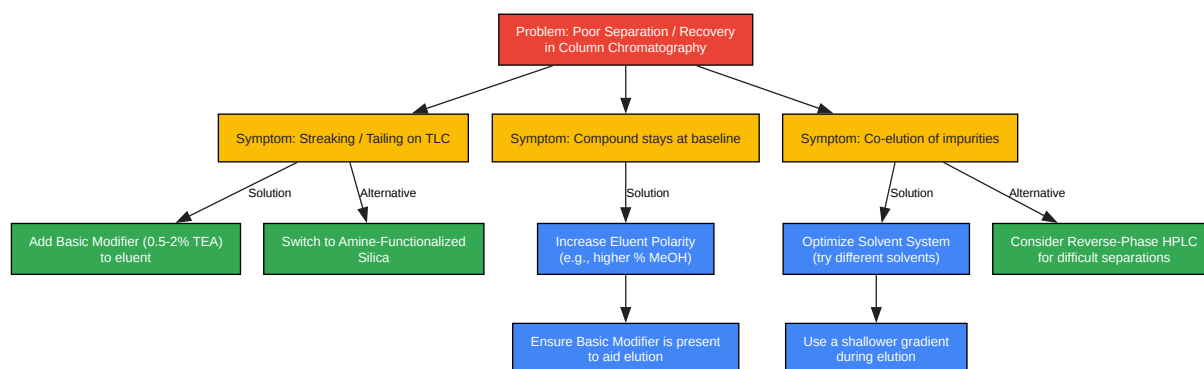 Problem: Poor Separation / Recovery
in Column Chromatography
Symptom: Streaking / Tailing on TLC
Symptom: Compound stays at baseline
Symptom: Co-elution of impurities
Solution
Alternative
Solution
Solution
Alternative
Add Basic Modifier (0.5-2% TEA)
to eluent
Switch to Amine-Functionalized
Silica
Increase Eluent Polarity
(e.g., higher % MeOH)
Optimize Solvent System
(try different solvents)
Consider Reverse-Phase HPLC
for difficult separations
Ensure Basic Modifier is present
to aid elution
Use a shallower gradient
during elution